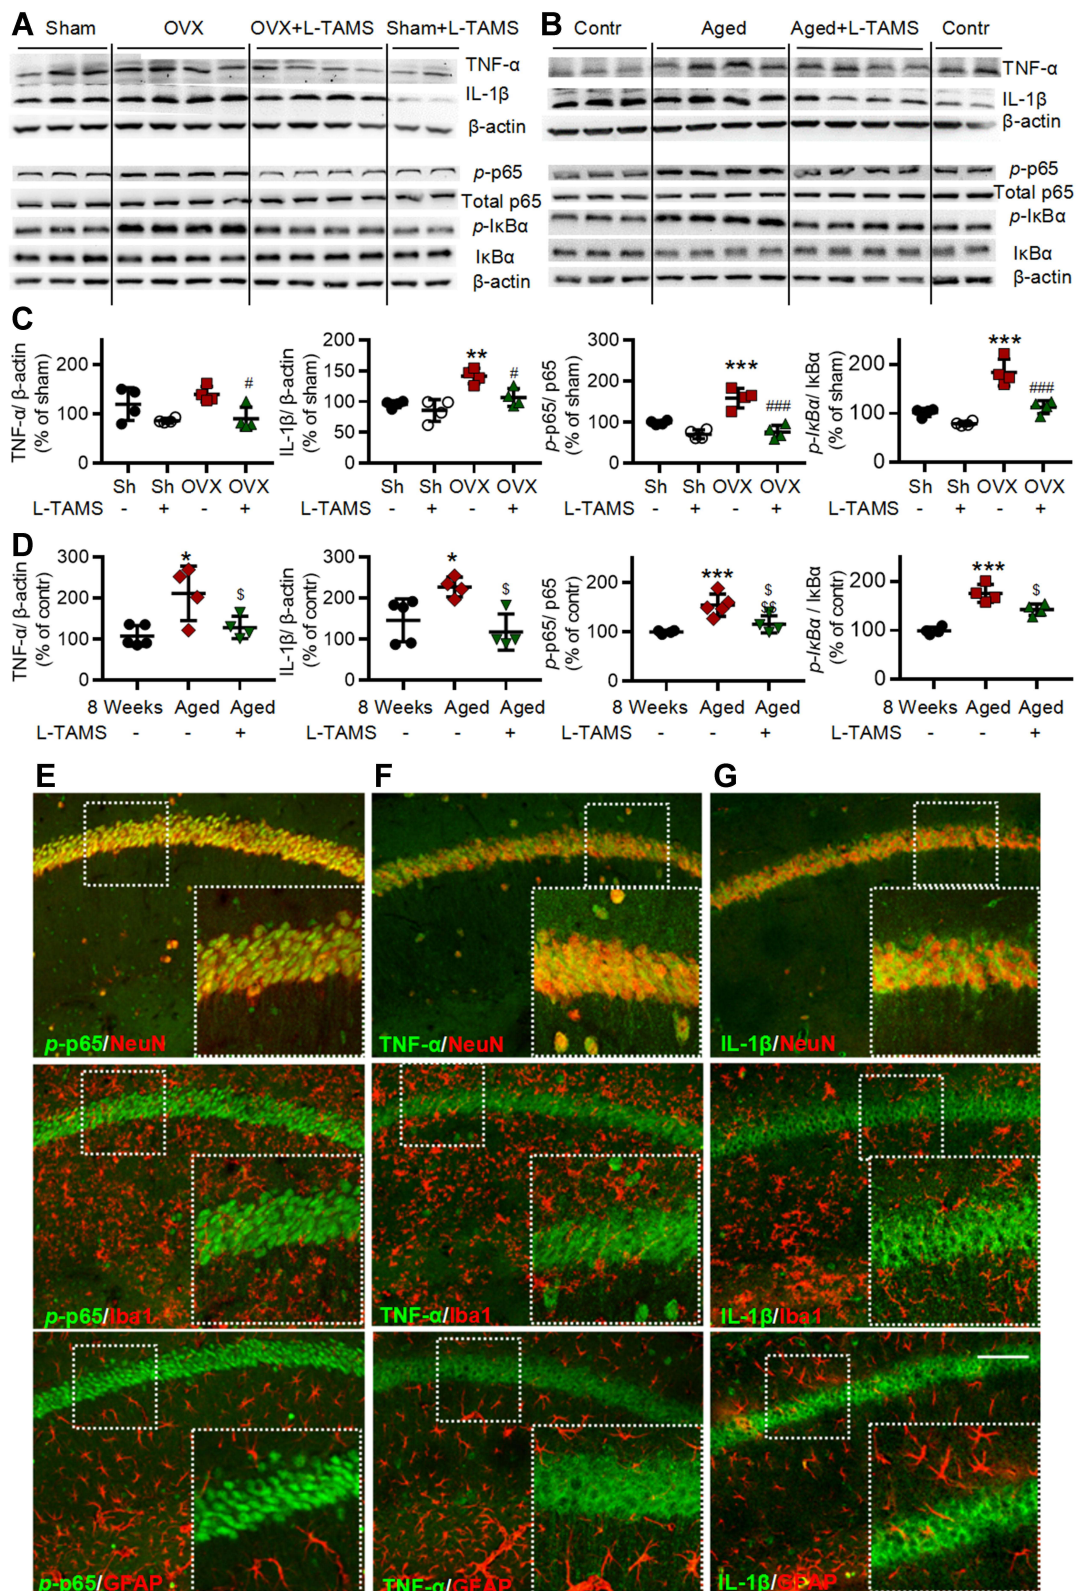 A
Sham OVX OVX+L-TAMS Sham+L-TAMS
TNF-α
IL-1β
β-actin
p-p65
Total p65
p-IκBα
IκBα
β-actin
B
Contr Aged Aged+L-TAMS Contr
TNF-α
IL-1β
β-actin
p-p65
Total p65
p-IκBα
IκBα
β-actin
C
TNF-α/ β-actin
(% of sham)
200
100
0
#
Sh Sh OVX OVX
L-TAMS - + - +
IL-1β/ β-actin
(% of sham)
200
150
100
50
0
** #
Sh Sh OVX OVX
- + - +
p-p65/ p65
(% of sham)
300
200
100
0
*** ###
Sh Sh OVX OVX
L-TAMS - + - +
p-IκBα/ IκBα
(% of sham)
200
100
0
*** ###
Sh Sh OVX OVX
- + - +
D
TNF-α/ β-actin
(% of contr)
300
200
100
0
* $
8 Weeks Aged Aged
L-TAMS - - +
IL-1β/ β-actin
(% of contr)
300
200
100
0
* $
8 Weeks Aged Aged
- - +
p-p65/ p65
(% of contr)
200
100
0
*** $
$$
8 Weeks Aged Aged
L-TAMS - - +
p-IκBα / IκBα
(% of contr)
200
100
0
*** $
8 Weeks Aged Aged
L-TAMS - - +
E F G
p-p65/NeuN TNF-α/NeuN IL-1β/NeuN
p-p65/Iba1 TNF-α/Iba1 IL-1β/Iba1
p-p65/GFAP TNF-α/GFAP IL-1β/GFAP